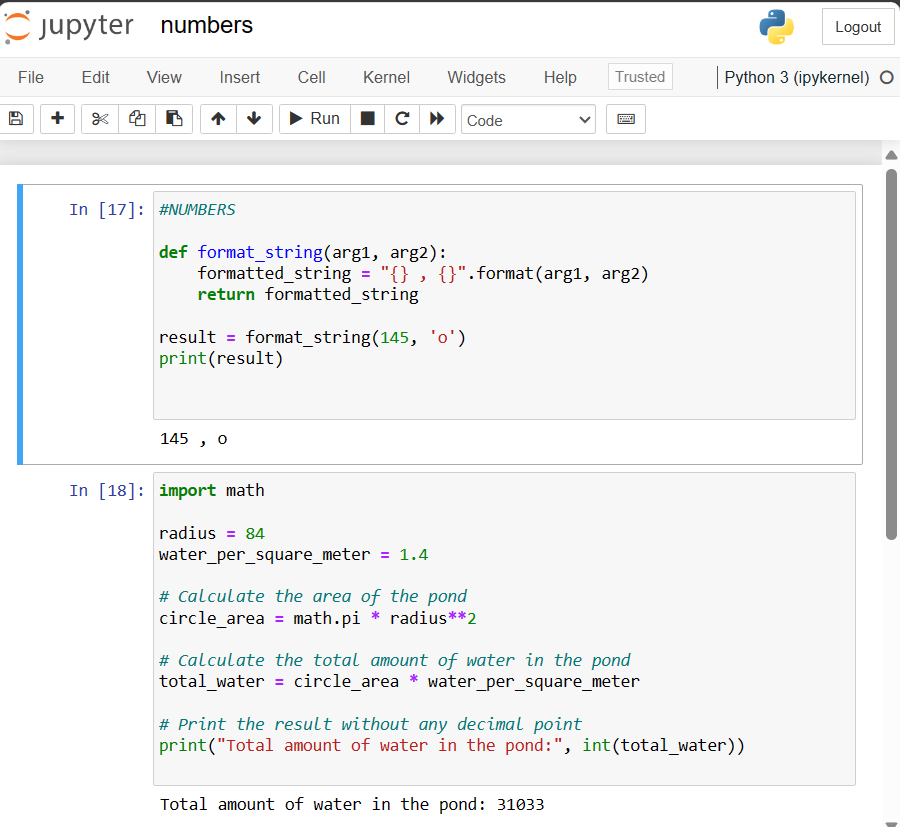 jupyter numbers Logout
File Edit View Insert Cell Kernel Widgets Help Trusted Python 3 (ipykernel)
Run Code
In [17]: #NUMBERS
def format_string(arg1, arg2):
    formatted_string = "{} , {}".format(arg1, arg2)
    return formatted_string
result = format_string(145, 'o')
print(result)
145 , o
In [18]: import math
radius = 84
water_per_square_meter = 1.4
# Calculate the area of the pond
circle_area = math.pi * radius**2
# Calculate the total amount of water in the pond
total_water = circle_area * water_per_square_meter
# Print the result without any decimal point
print("Total amount of water in the pond:", int(total_water))
Total amount of water in the pond: 31033